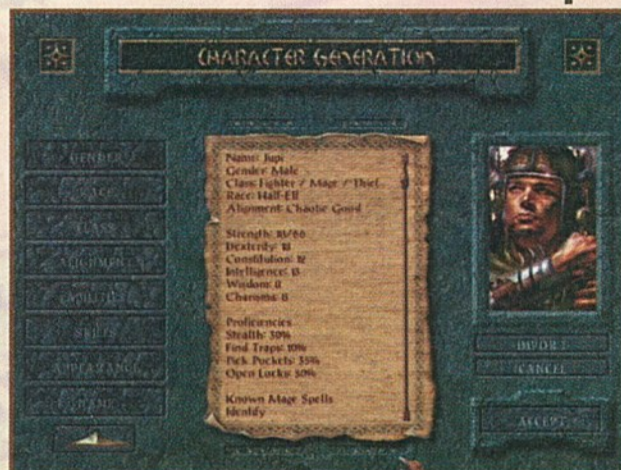 CHARACTER GENERATION
GENDER
RACE
CLASS
ALIGNMENT
ABILITIES
SKILLS
APPEARANCE
NAME
Name: Jupi
Gender: Male
Class: Fighter / Mage / Thief
Race: Half-Elf
Alignment: Chaotic Good
Strength: 18/66
Dexterity: 18
Constitution: 12
Intelligence: 13
Wisdom: 11
Charisma: 11
Proficiencies
Stealth: 30%
Find Traps: 10%
Pick Pockets: 35%
Open Locks: 50%
Known Mage Spells
Identify
IMPORT
CANCEL
ACCEPT